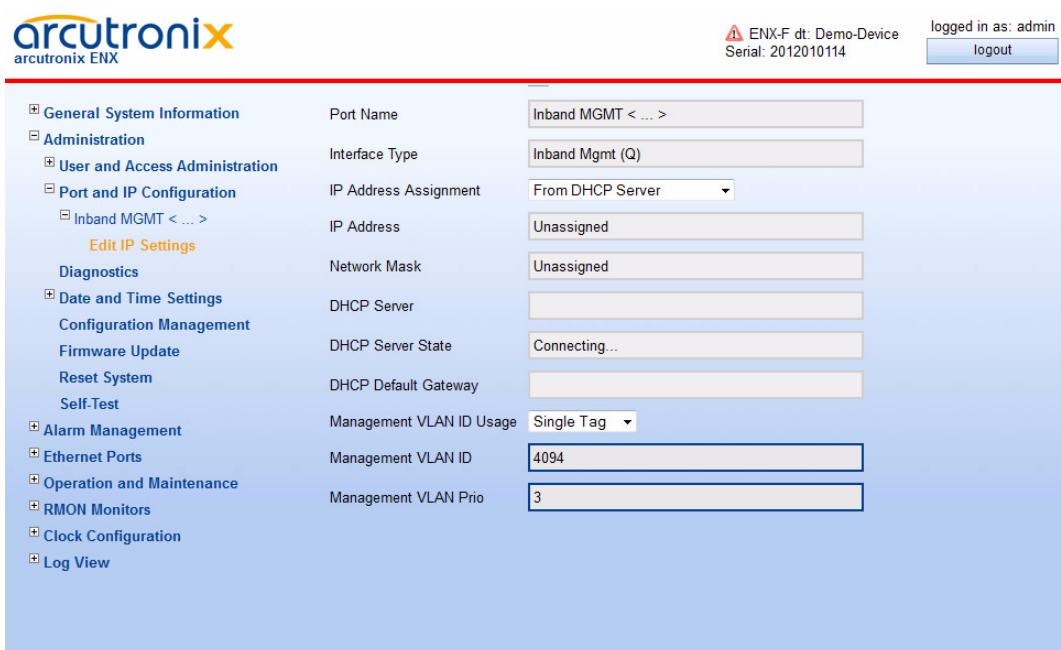 arcutronix
arcutronix ENX
ENX-F dt: Demo-Device
Serial: 2012010114
logged in as: admin
logout
General System Information
Administration
User and Access Administration
Port and IP Configuration
Inband MGMT < ... >
Edit IP Settings
Diagnostics
Date and Time Settings
Configuration Management
Firmware Update
Reset System
Self-Test
Alarm Management
Ethernet Ports
Operation and Maintenance
RMON Monitors
Clock Configuration
Log View
Port Name Inband MGMT < ... >
Interface Type Inband Mgmt (Q)
IP Address Assignment From DHCP Server
IP Address Unassigned
Network Mask Unassigned
DHCP Server
DHCP Server State Connecting...
DHCP Default Gateway
Management VLAN ID Usage Single Tag
Management VLAN ID 4094
Management VLAN Prio 3